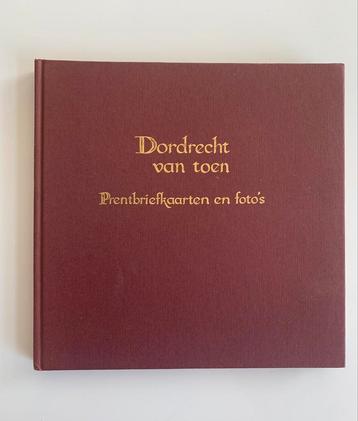 Dordrecht
van toen
Prentbriefkaarten en foto's